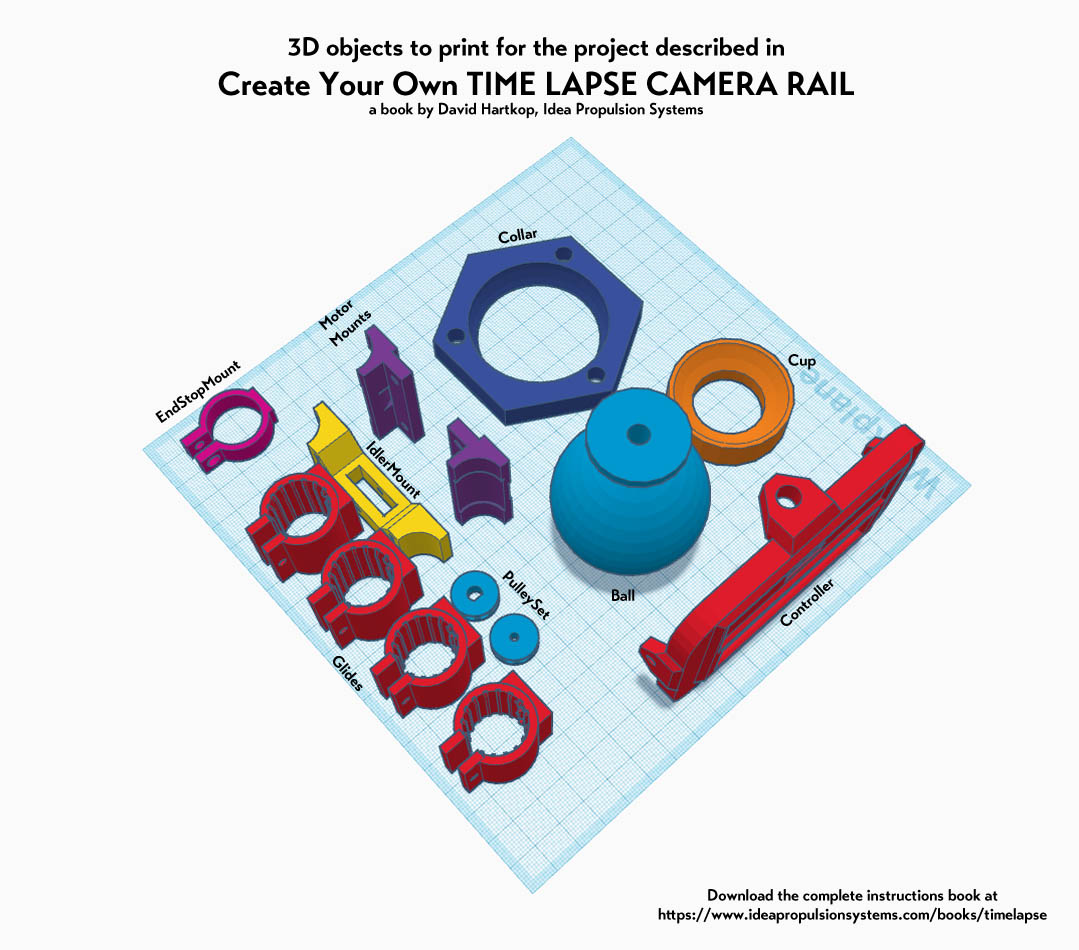 3D objects to print for the project described in
Create Your Own TIME LAPSE CAMERA RAIL
a book by David Hartkop, Idea Propulsion Systems
Collar
Motor
Mounts
Cup
EndStopMount
IdlerMount
PulleySet
Ball
Controller
Glides
Download the complete instructions book at
https://www.ideapropulsionsystems.com/books/timelapse